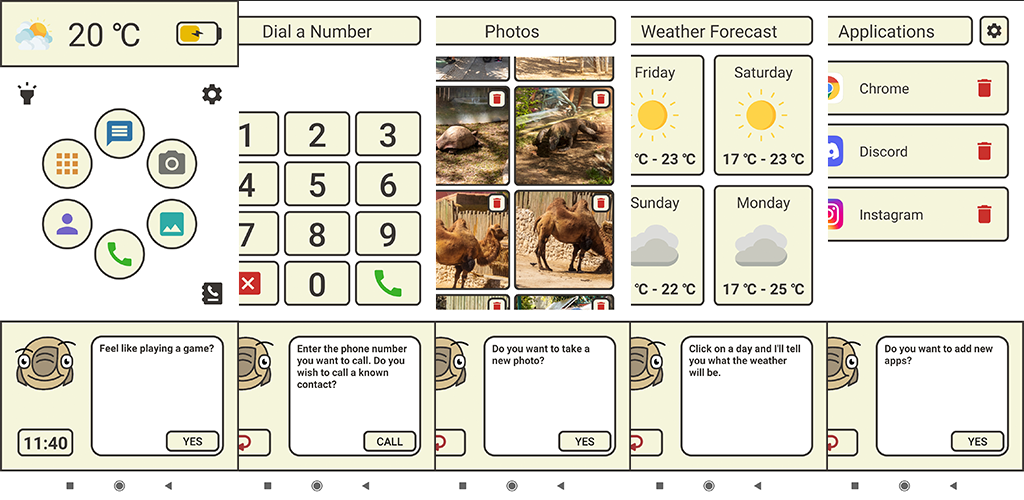 20 °C
Feel like playing a game?
YES
11:40
Dial a Number
1 2 3
4 5 6
7 8 9
0
Enter the phone number
you want to call. Do you
wish to call a known
contact?
CALL
Photos
Do you want to take a
new photo?
YES
Weather Forecast
Friday
°C - 23 °C
Saturday
17 °C - 23 °C
Sunday
°C - 22 °C
Monday
17 °C - 25 °C
Click on a day and I'll tell
you what the weather
will be.
Applications
Chrome
Discord
Instagram
Do you want to add new
apps?
YES